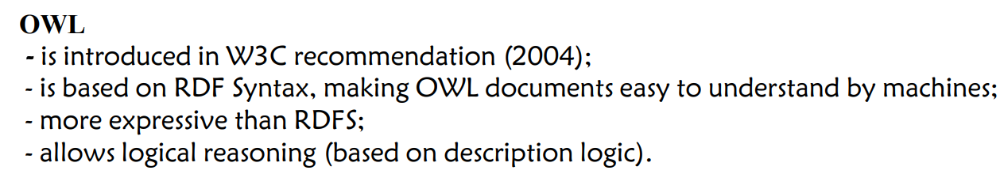 OWL
- is introduced in W3C recommendation (2004);
- is based on RDF Syntax, making OWL documents easy to understand by machines;
- more expressive than RDFS;
- allows logical reasoning (based on description logic).